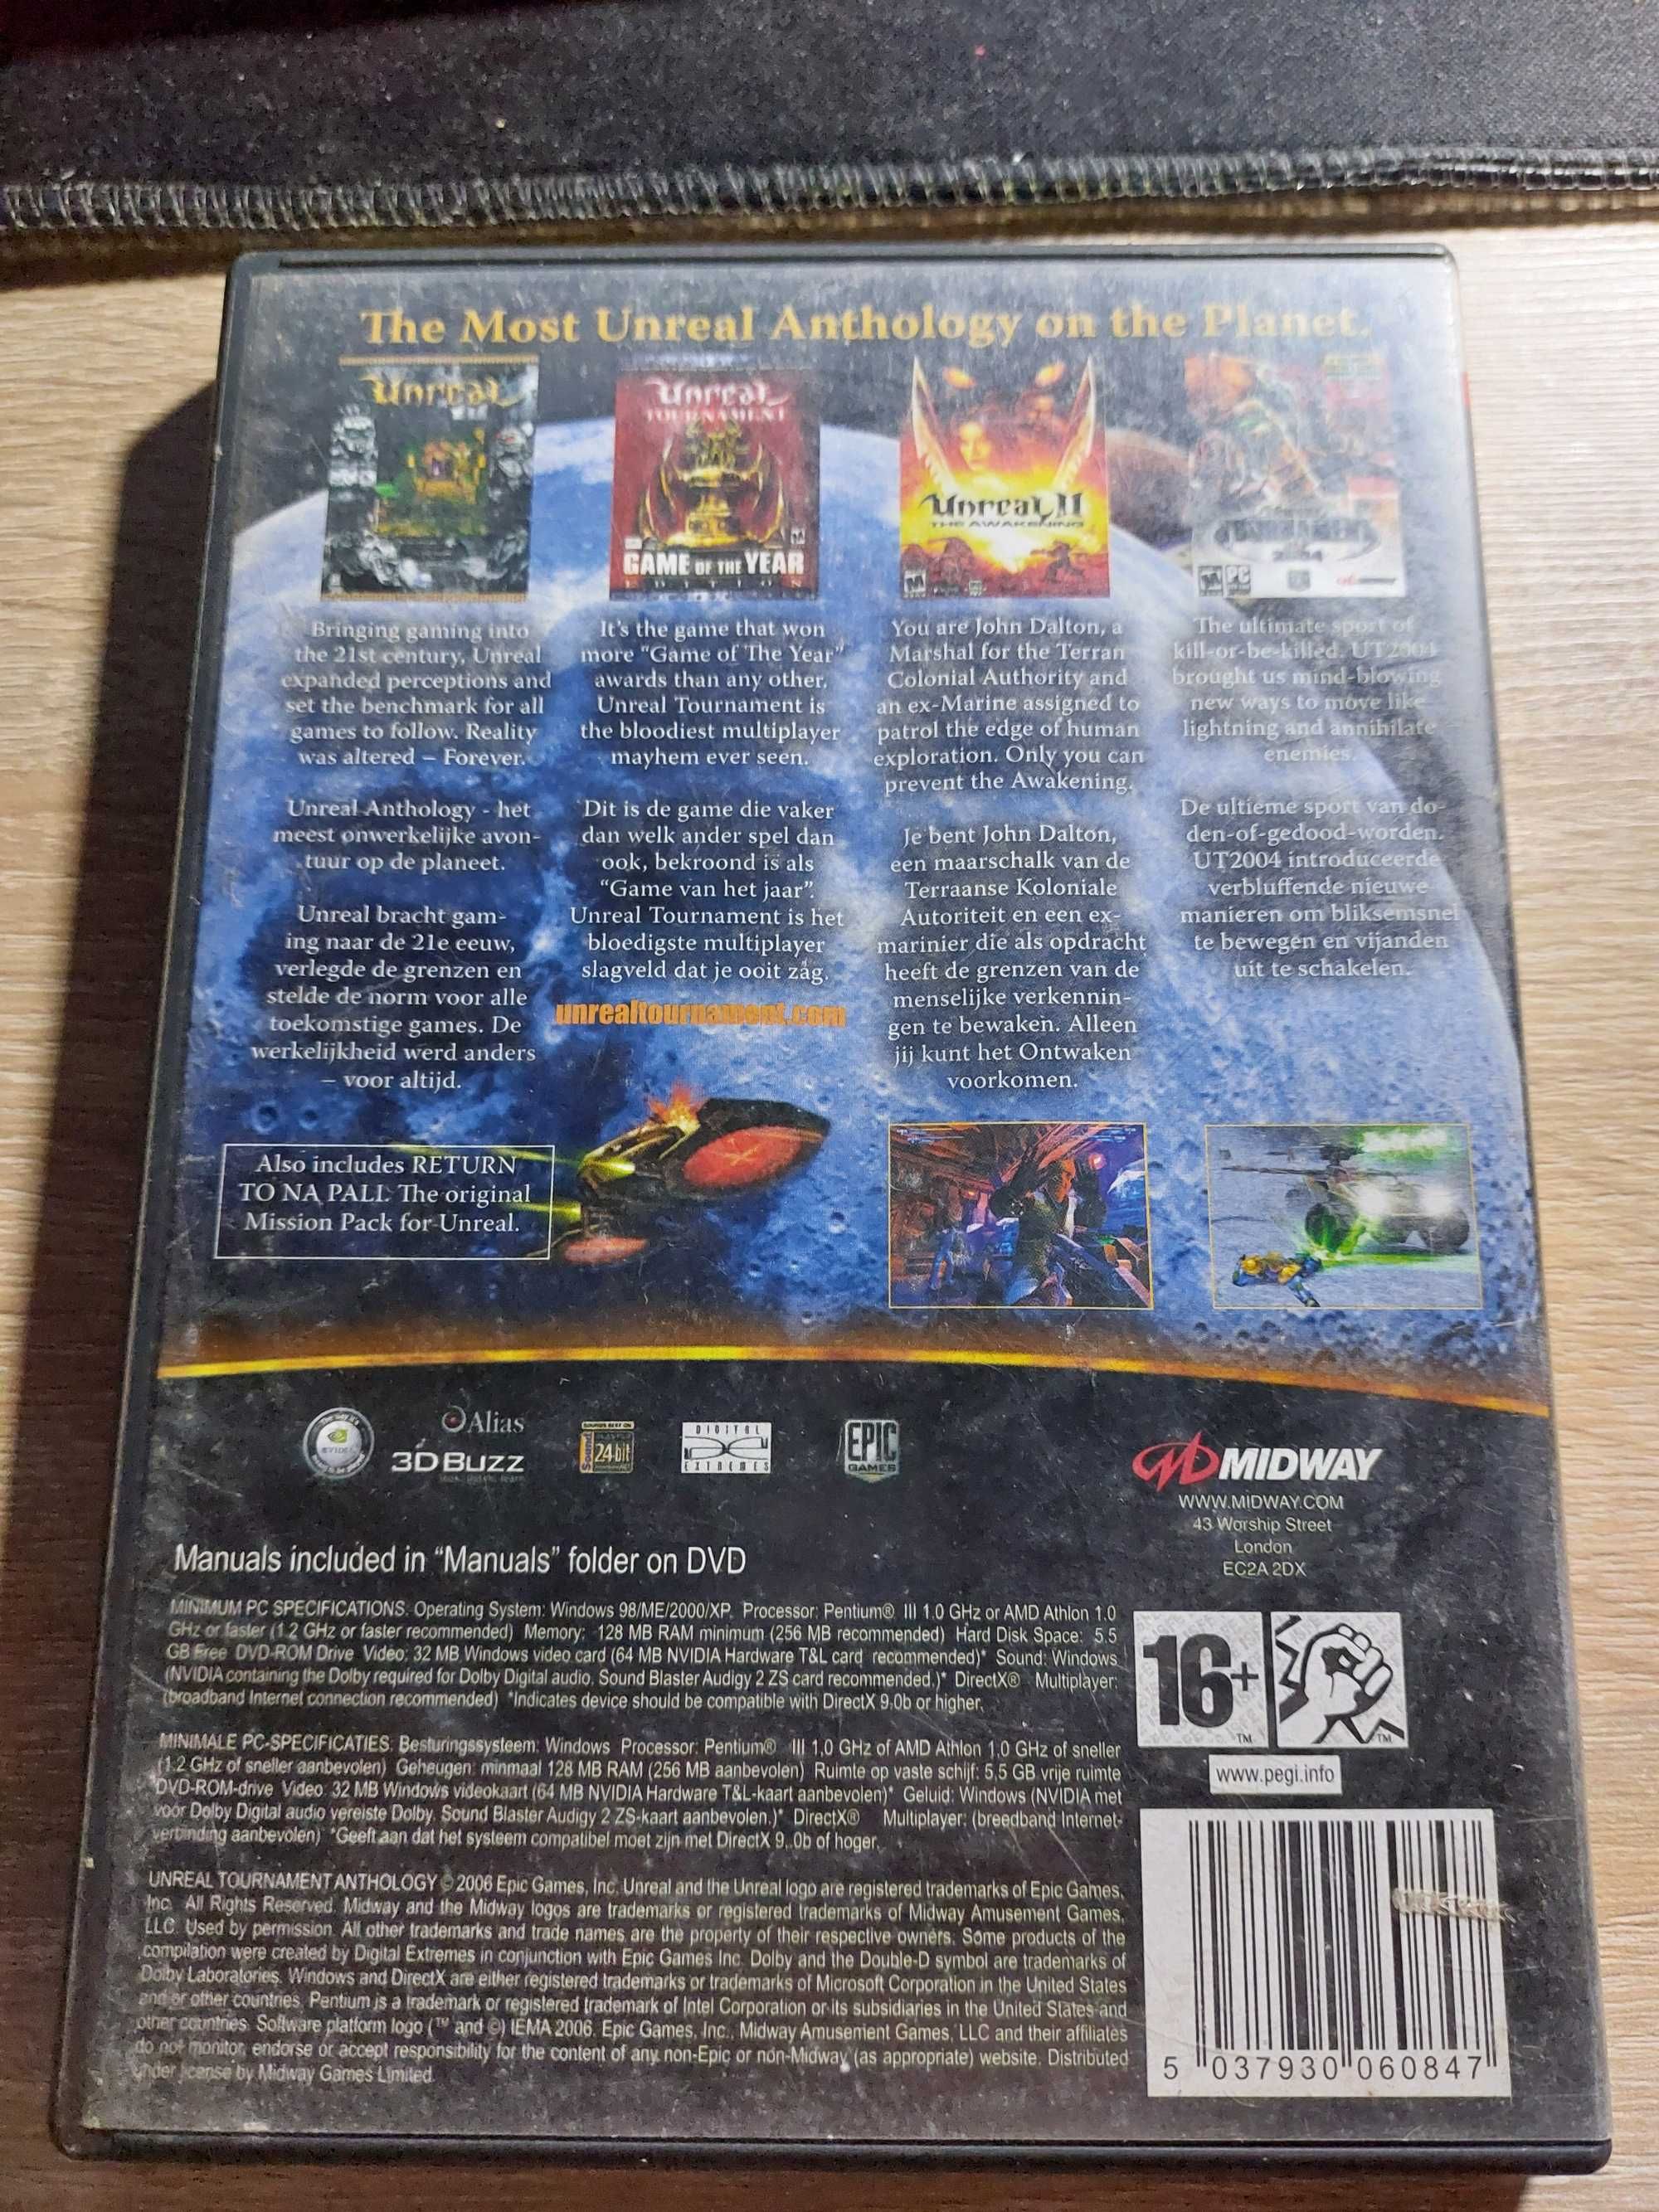 The Most Unreal Anthology on the Planet.
Unreal
Unreal
TOURNAMENT
GAME OF THE YEAR
EDITION
Unreal II
THE AWAKENING
TOURNAMENT
2004
PC
Bringing gaming into
the 21st century, Unreal
expanded perceptions and
set the benchmark for all
games to follow. Reality
was altered – Forever.
Unreal Anthology - het
meest onwerkelijke avon-
tuur op de planeet.
Unreal bracht gam-
ing naar de 21e eeuw,
verlegde de grenzen en
stelde de norm voor alle
toekomstige games. De
werkelijkheid werd anders
– voor altijd.
Also includes RETURN
TO NA PALI. The original
Mission Pack for Unreal.
It's the game that won
more "Game of The Year"
awards than any other.
Unreal Tournament is
the bloodiest multiplayer
mayhem ever seen.
Dit is de game die vaker
dan welk ander spel dan
ook, bekroond is als
"Game van het jaar".
Unreal Tournament is het
bloedigste multiplayer
slagveld dat je ooit zag.
unrealtournament.com
You are John Dalton, a
Marshal for the Terran
Colonial Authority and
an ex-Marine assigned to
patrol the edge of human
exploration. Only you can
prevent the Awakening.
Je bent John Dalton,
een maarschalk van de
Terraanse Koloniale
Autoriteit en een ex-
marinier die als opdracht
heeft de grenzen van de
menselijke verkennin-
gen te bewaken. Alleen
jij kunt het Ontwaken
voorkomen.
The ultimate sport of
kill-or-be-killed. UT2004
brought us mind-blowing
new ways to move like
lightning and annihilate
enemies.
De ultieme sport van do-
den-of-gedood-worden.
UT2004 introduceerde
verbluffende nieuwe
manieren om bliksemsnel
te bewegen en vijanden
uit te schakelen.
NVIDIA
Alias
3DBUZZ
Sound
24-bit
DIGITAL
EXTREMES
EPIC
GAMES
MIDWAY
WWW.MIDWAY.COM
43 Worship Street
London
EC2A 2DX
Manuals included in "Manuals" folder on DVD
MINIMUM PC SPECIFICATIONS: Operating System: Windows 98/ME/2000/XP. Processor: Pentium® III 1.0 GHz or AMD Athlon 1.0
GHz or faster (1.2 GHz or faster recommended) Memory: 128 MB RAM minimum (256 MB recommended) Hard Disk Space: 5.5
GB Free DVD-ROM Drive Video: 32 MB Windows video card (64 MB NVIDIA Hardware T&L card recommended)* Sound: Windows
(NVIDIA containing the Dolby required for Dolby Digital audio. Sound Blaster Audigy 2 ZS card recommended.)* DirectX® Multiplayer:
(broadband Internet connection recommended) *Indicates device should be compatible with DirectX 9.0b or higher.
MINIMALE PC-SPECIFICATIES: Besturingssysteem: Windows Processor: Pentium® III 1,0 GHz of AMD Athlon 1.0 GHz of sneller
(1.2 GHz of sneller aanbevolen) Geheugen: minmaal 128 MB RAM (256 MB aanbevolen) Ruimte op vaste schijf: 5,5 GB vrije ruimte
DVD-ROM-drive Video: 32 MB Windows videokaart (64 MB NVIDIA Hardware T&L-kaart aanbevolen)* Geluid: Windows (NVIDIA met
voor Dolby Digital audio vereiste Dolby. Sound Blaster Audigy 2 ZS-kaart aanbevolen.)* DirectX® Multiplayer: (breedband Internet-
verbinding aanbevolen) *Geeft aan dat het systeem compatibel moet zijn met DirectX 9,.0b of hoger.
UNREAL TOURNAMENT ANTHOLOGY © 2006 Epic Games, Inc. Unreal and the Unreal logo are registered trademarks of Epic Games,
Inc. All Rights Reserved. Midway and the Midway logos are trademarks or registered trademarks of Midway Amusement Games,
LLC. Used by permission. All other trademarks and trade names are the property of their respective owners. Some products of the
compilation were created by Digital Extremes in conjunction with Epic Games Inc. Dolby and the Double-D symbol are trademarks of
Dolby Laboratories. Windows and DirectX are either registered trademarks or trademarks of Microsoft Corporation in the United States
and or other countries. Pentium is a trademark or registered trademark of Intel Corporation or its subsidiaries in the United States and
other countries. Software platform logo (™ and ©) IEMA 2006. Epic Games, Inc., Midway Amusement Games, LLC and their affiliates
do not monitor, endorse or accept responsibility for the content of any non-Epic or non-Midway (as appropriate) website. Distributed
under license by Midway Games Limited.
16+
TM
TM
www.pegi.info
5 037930 060847